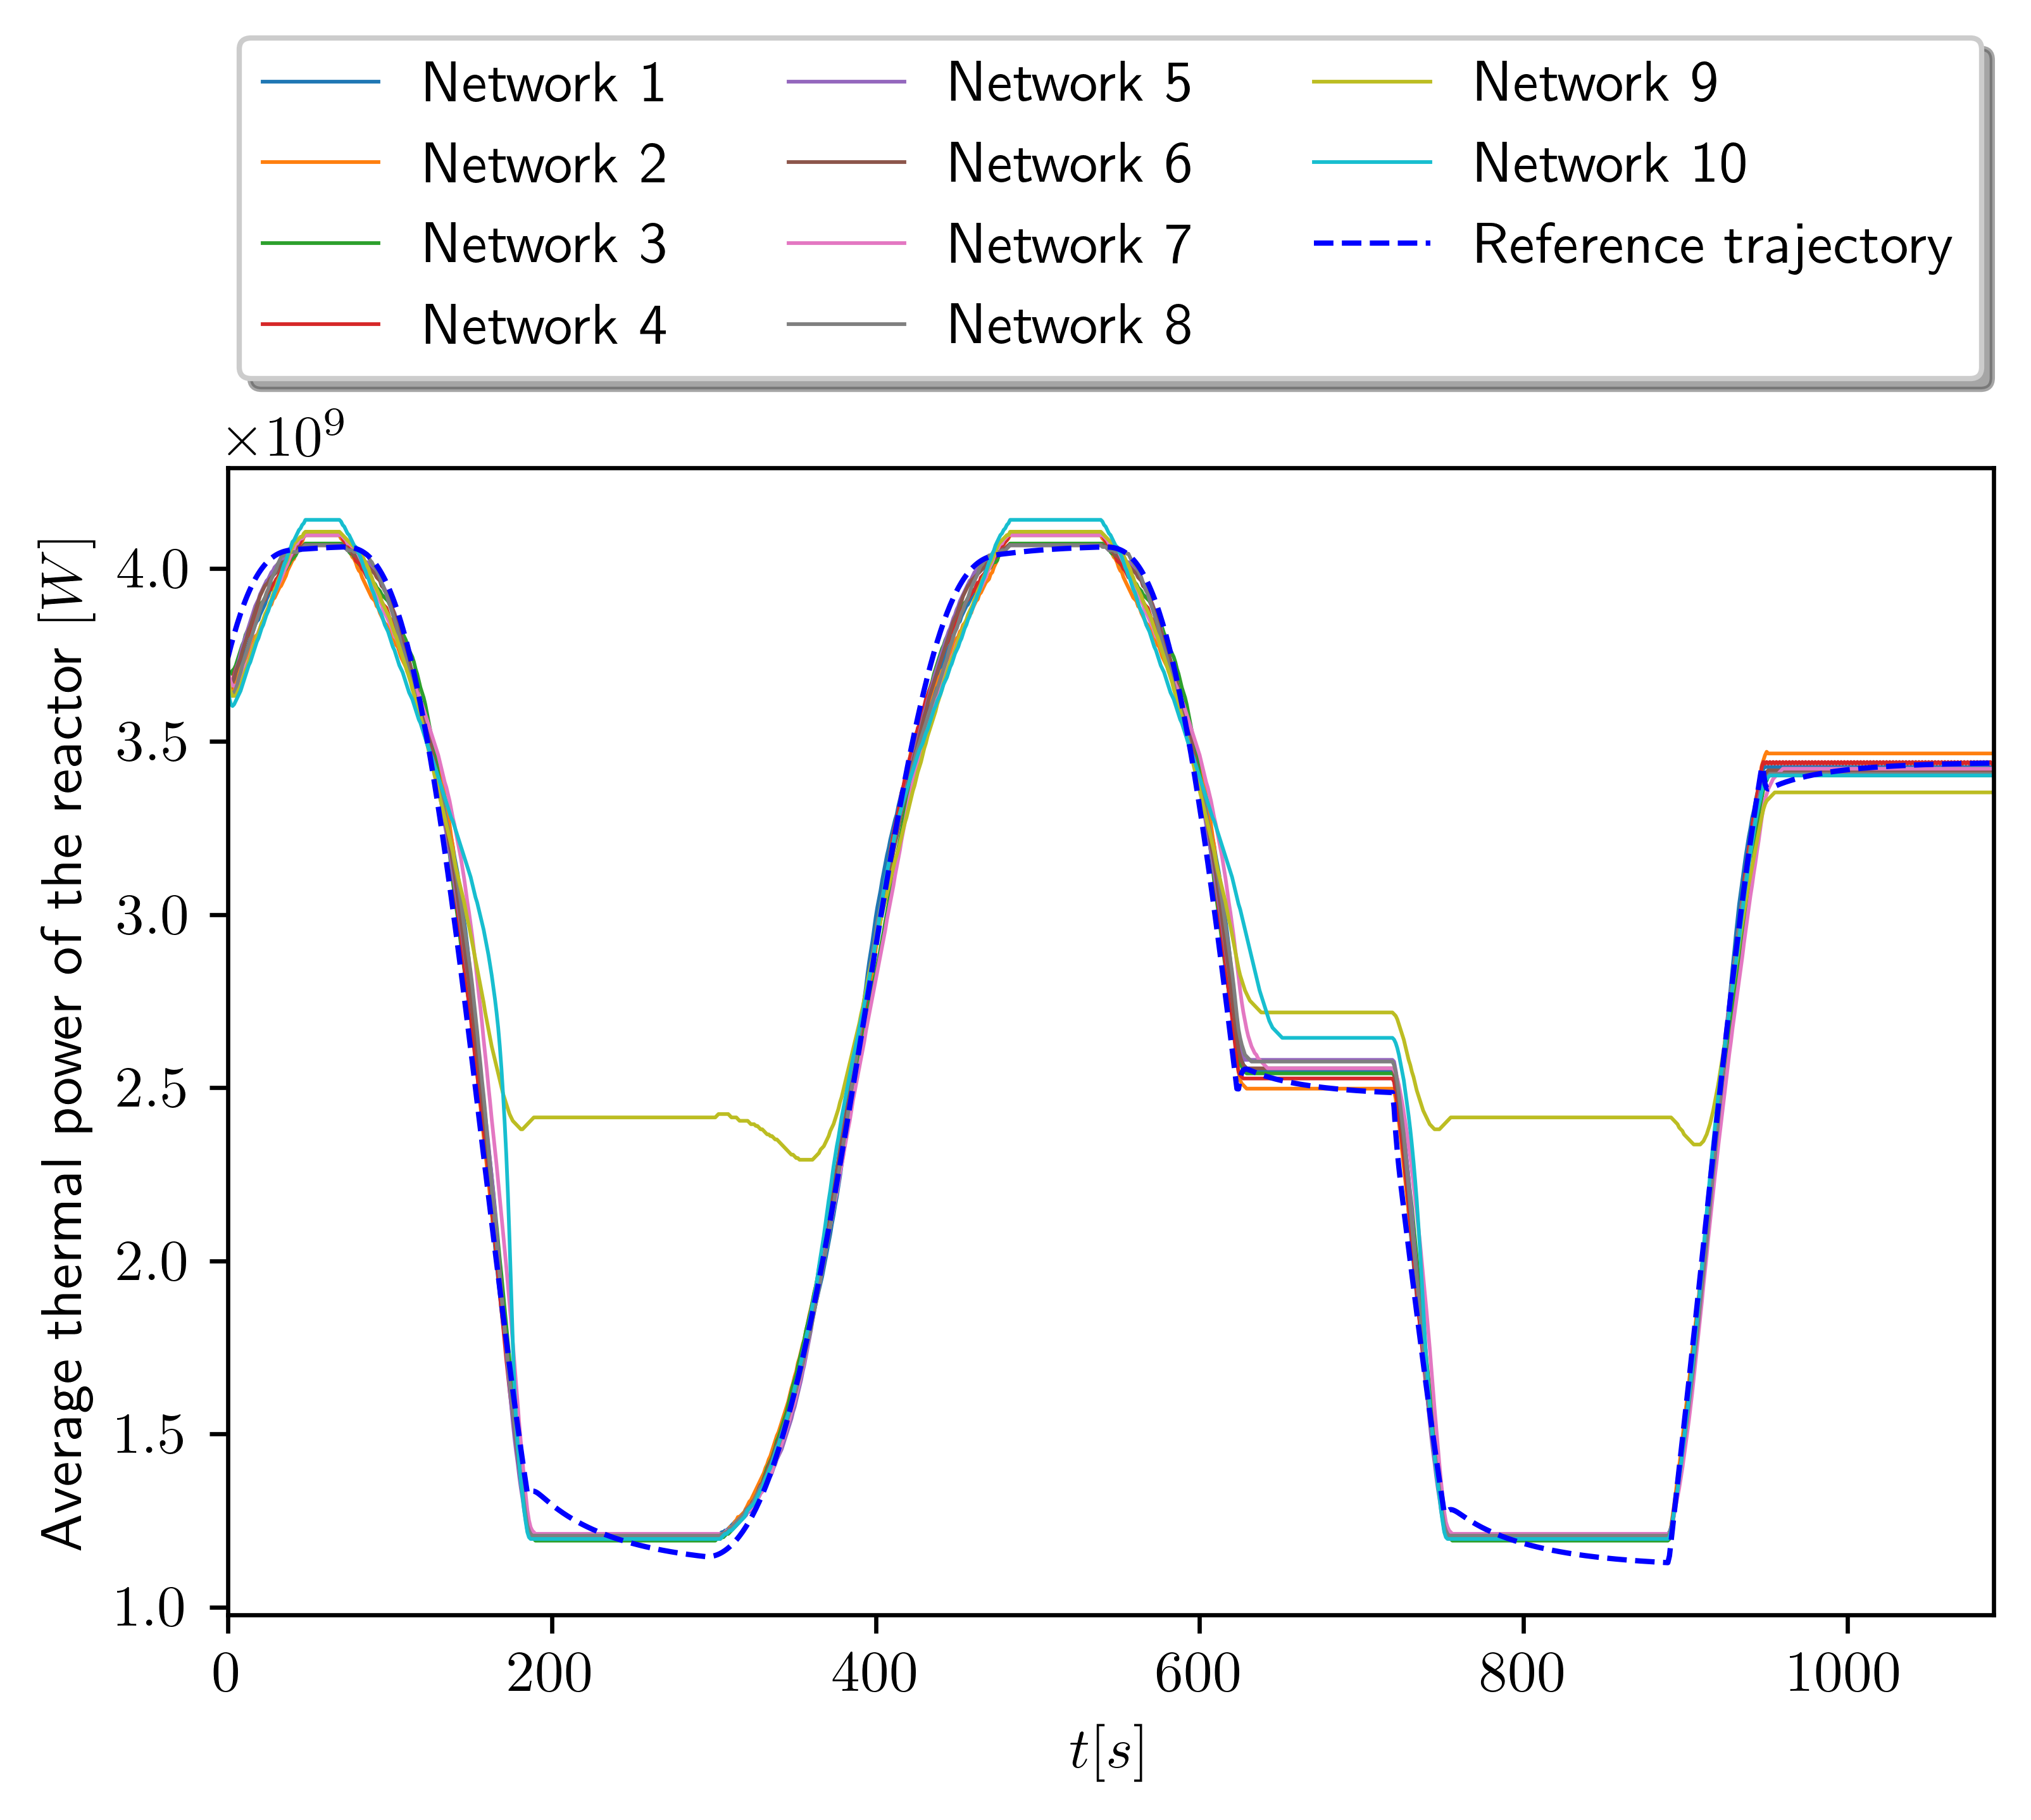 Network 1
Network 2
Network 3
Network 4
Network 5
Network 6
Network 7
Network 8
Network 9
Network 10
Reference trajectory
×10⁹
Average thermal power of the reactor [W]
4.0
3.5
3.0
2.5
2.0
1.5
1.0
0 200 400 600 800 1000
t[s]